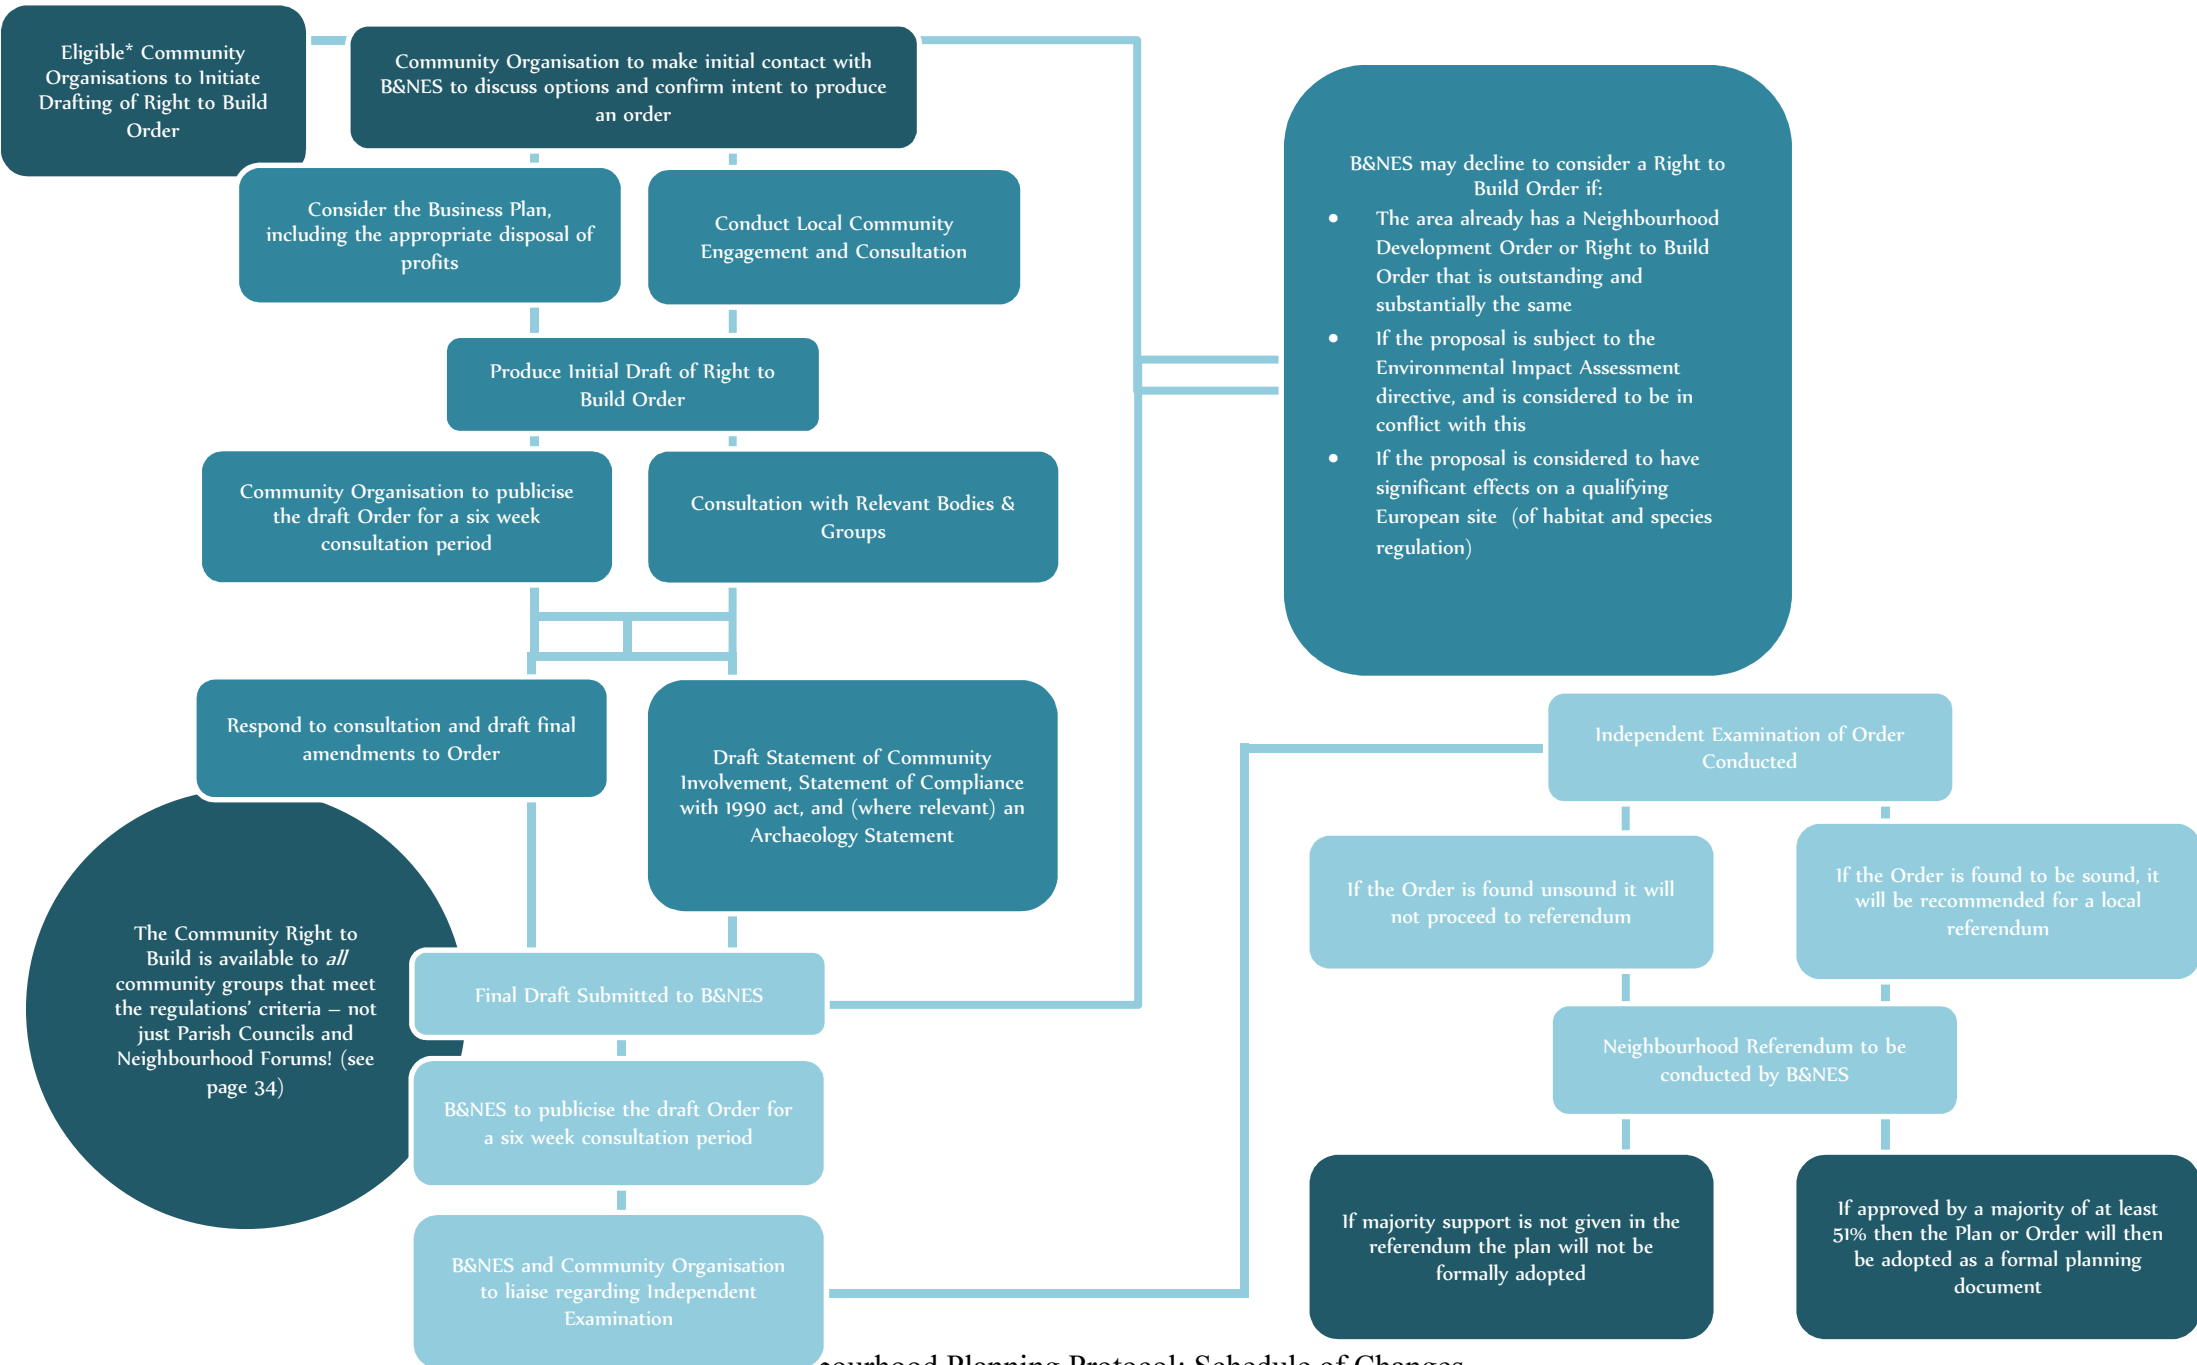 Eligible* Community
Organisations to Initiate
Drafting of Right to Build
Order
Community Organisation to make initial contact with
B&NES to discuss options and confirm intent to produce
an order
Consider the Business Plan,
including the appropriate disposal of
profits
Conduct Local Community
Engagement and Consultation
Produce Initial Draft of Right to
Build Order
Community Organisation to publicise
the draft Order for a six week
consultation period
Consultation with Relevant Bodies &
Groups
Respond to consultation and draft final
amendments to Order
Draft Statement of Community
Involvement, Statement of Compliance
with 1990 act, and (where relevant) an
Archaeology Statement
The Community Right to
Build is available to all
community groups that meet
the regulations’ criteria – not
just Parish Councils and
Neighbourhood Forums! (see
page 34)
Final Draft Submitted to B&NES
B&NES to publicise the draft Order for
a six week consultation period
B&NES and Community Organisation
to liaise regarding Independent
Examination
B&NES may decline to consider a Right to
Build Order if:
• The area already has a Neighbourhood
Development Order or Right to Build
Order that is outstanding and
substantially the same
• If the proposal is subject to the
Environmental Impact Assessment
directive, and is considered to be in
conflict with this
• If the proposal is considered to have
significant effects on a qualifying
European site (of habitat and species
regulation)
Independent Examination of Order
Conducted
If the Order is found unsound it will
not proceed to referendum
If the Order is found to be sound, it
will be recommended for a local
referendum
Neighbourhood Referendum to be
conducted by B&NES
If majority support is not given in the
referendum the plan will not be
formally adopted
If approved by a majority of at least
51% then the Plan or Order will then
be adopted as a formal planning
document
Planning Protocol: Schedule of Changes